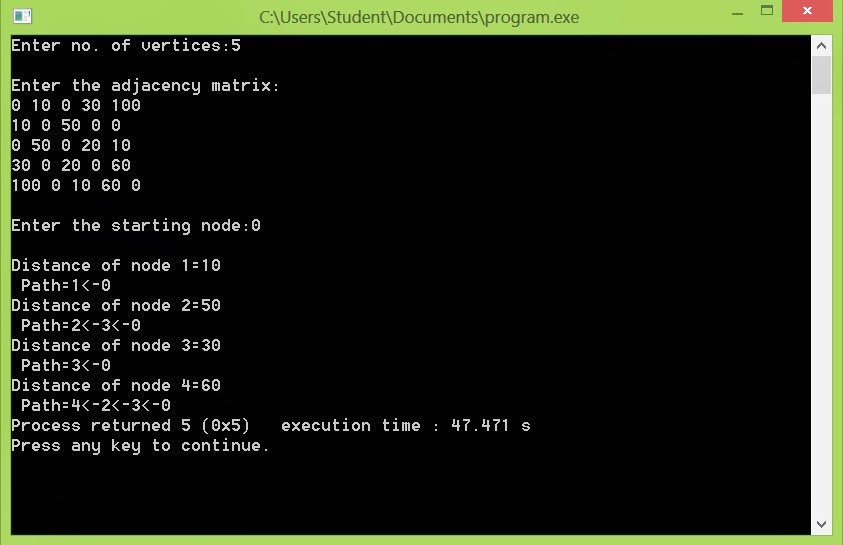 C:\Users\Student\Documents\program.exe
Enter no. of vertices:5
Enter the adjacency matrix:
0 10 0 30 100
10 0 50 0 0
0 50 0 20 10
30 0 20 0 60
100 0 10 60 0
Enter the starting node:0
Distance of node 1=10
Path=1<-0
Distance of node 2=50
Path=2<-3<-0
Distance of node 3=30
Path=3<-0
Distance of node 4=60
Path=4<-2<-3<-0
Process returned 5 (0x5)   execution time : 47.471 s
Press any key to continue.